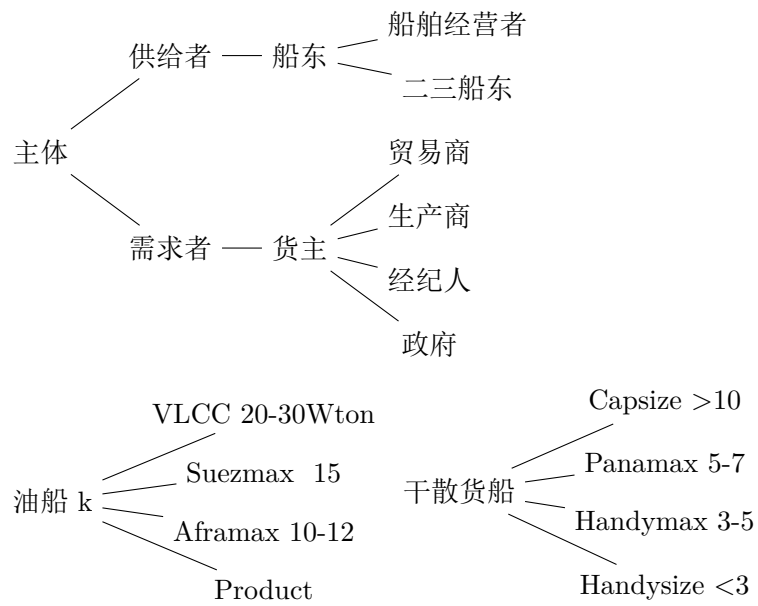 主体
供给者
船东
船舶经营者
二三船东
需求者
货主
贸易商
生产商
经纪人
政府
油船 k
VLCC 20-30Wton
Suezmax 15
Aframax 10-12
Product
干散货船
Capsize >10
Panamax 5-7
Handymax 3-5
Handysize <3